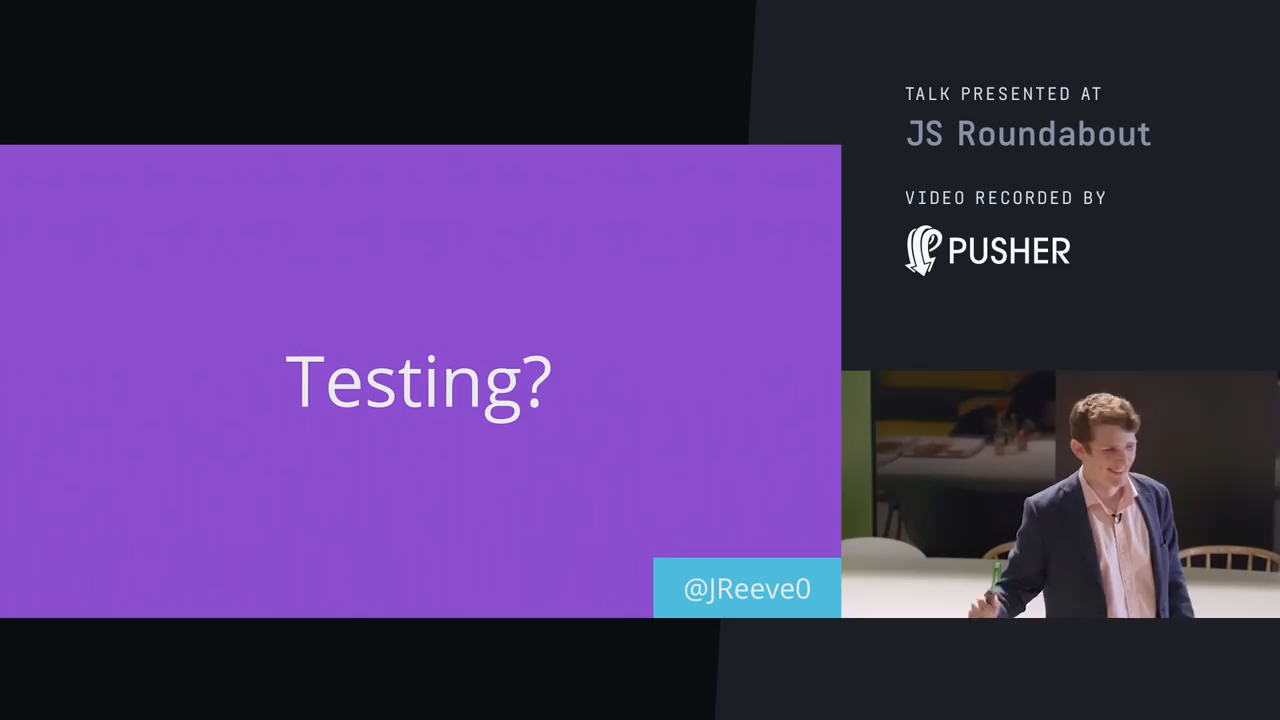 TALK PRESENTED AT
JS Roundabout
VIDEO RECORDED BY
PUSHER
Testing?
@JReeve0